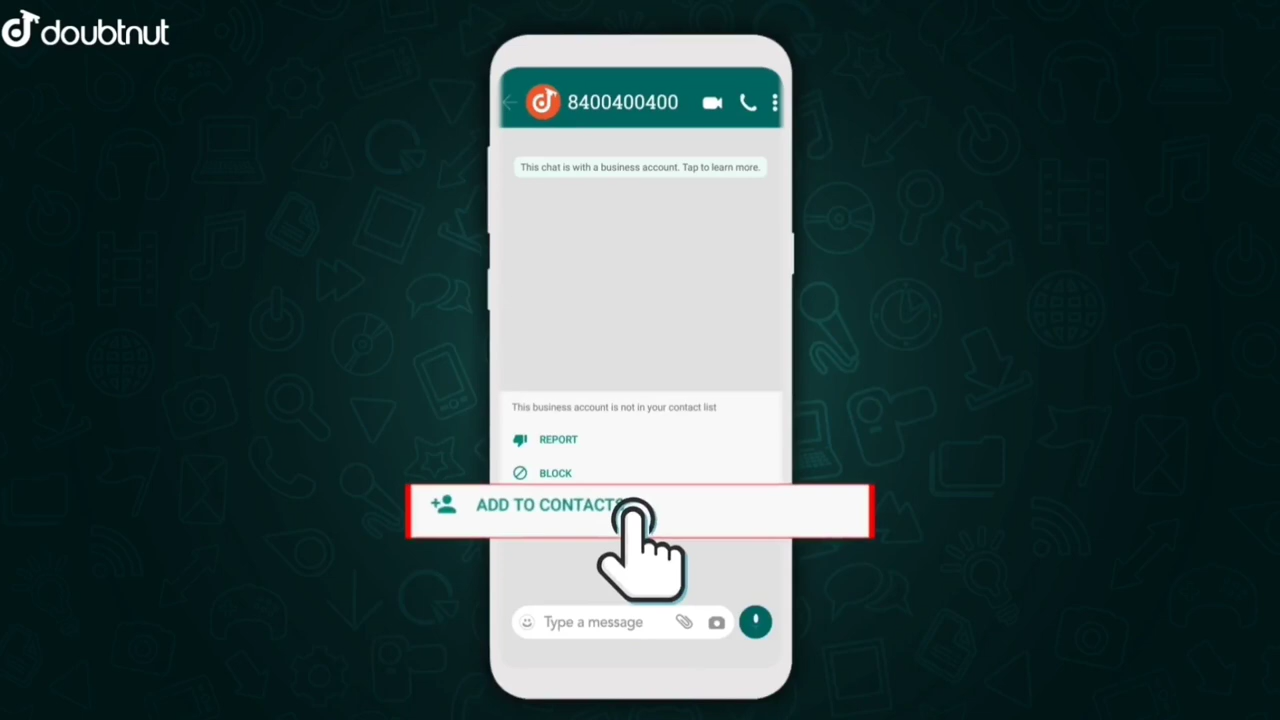 doubtnut
8400400400
This chat is with a business account. Tap to learn more.
This business account is not in your contact list
REPORT
BLOCK
ADD TO CONTACTS
Type a message